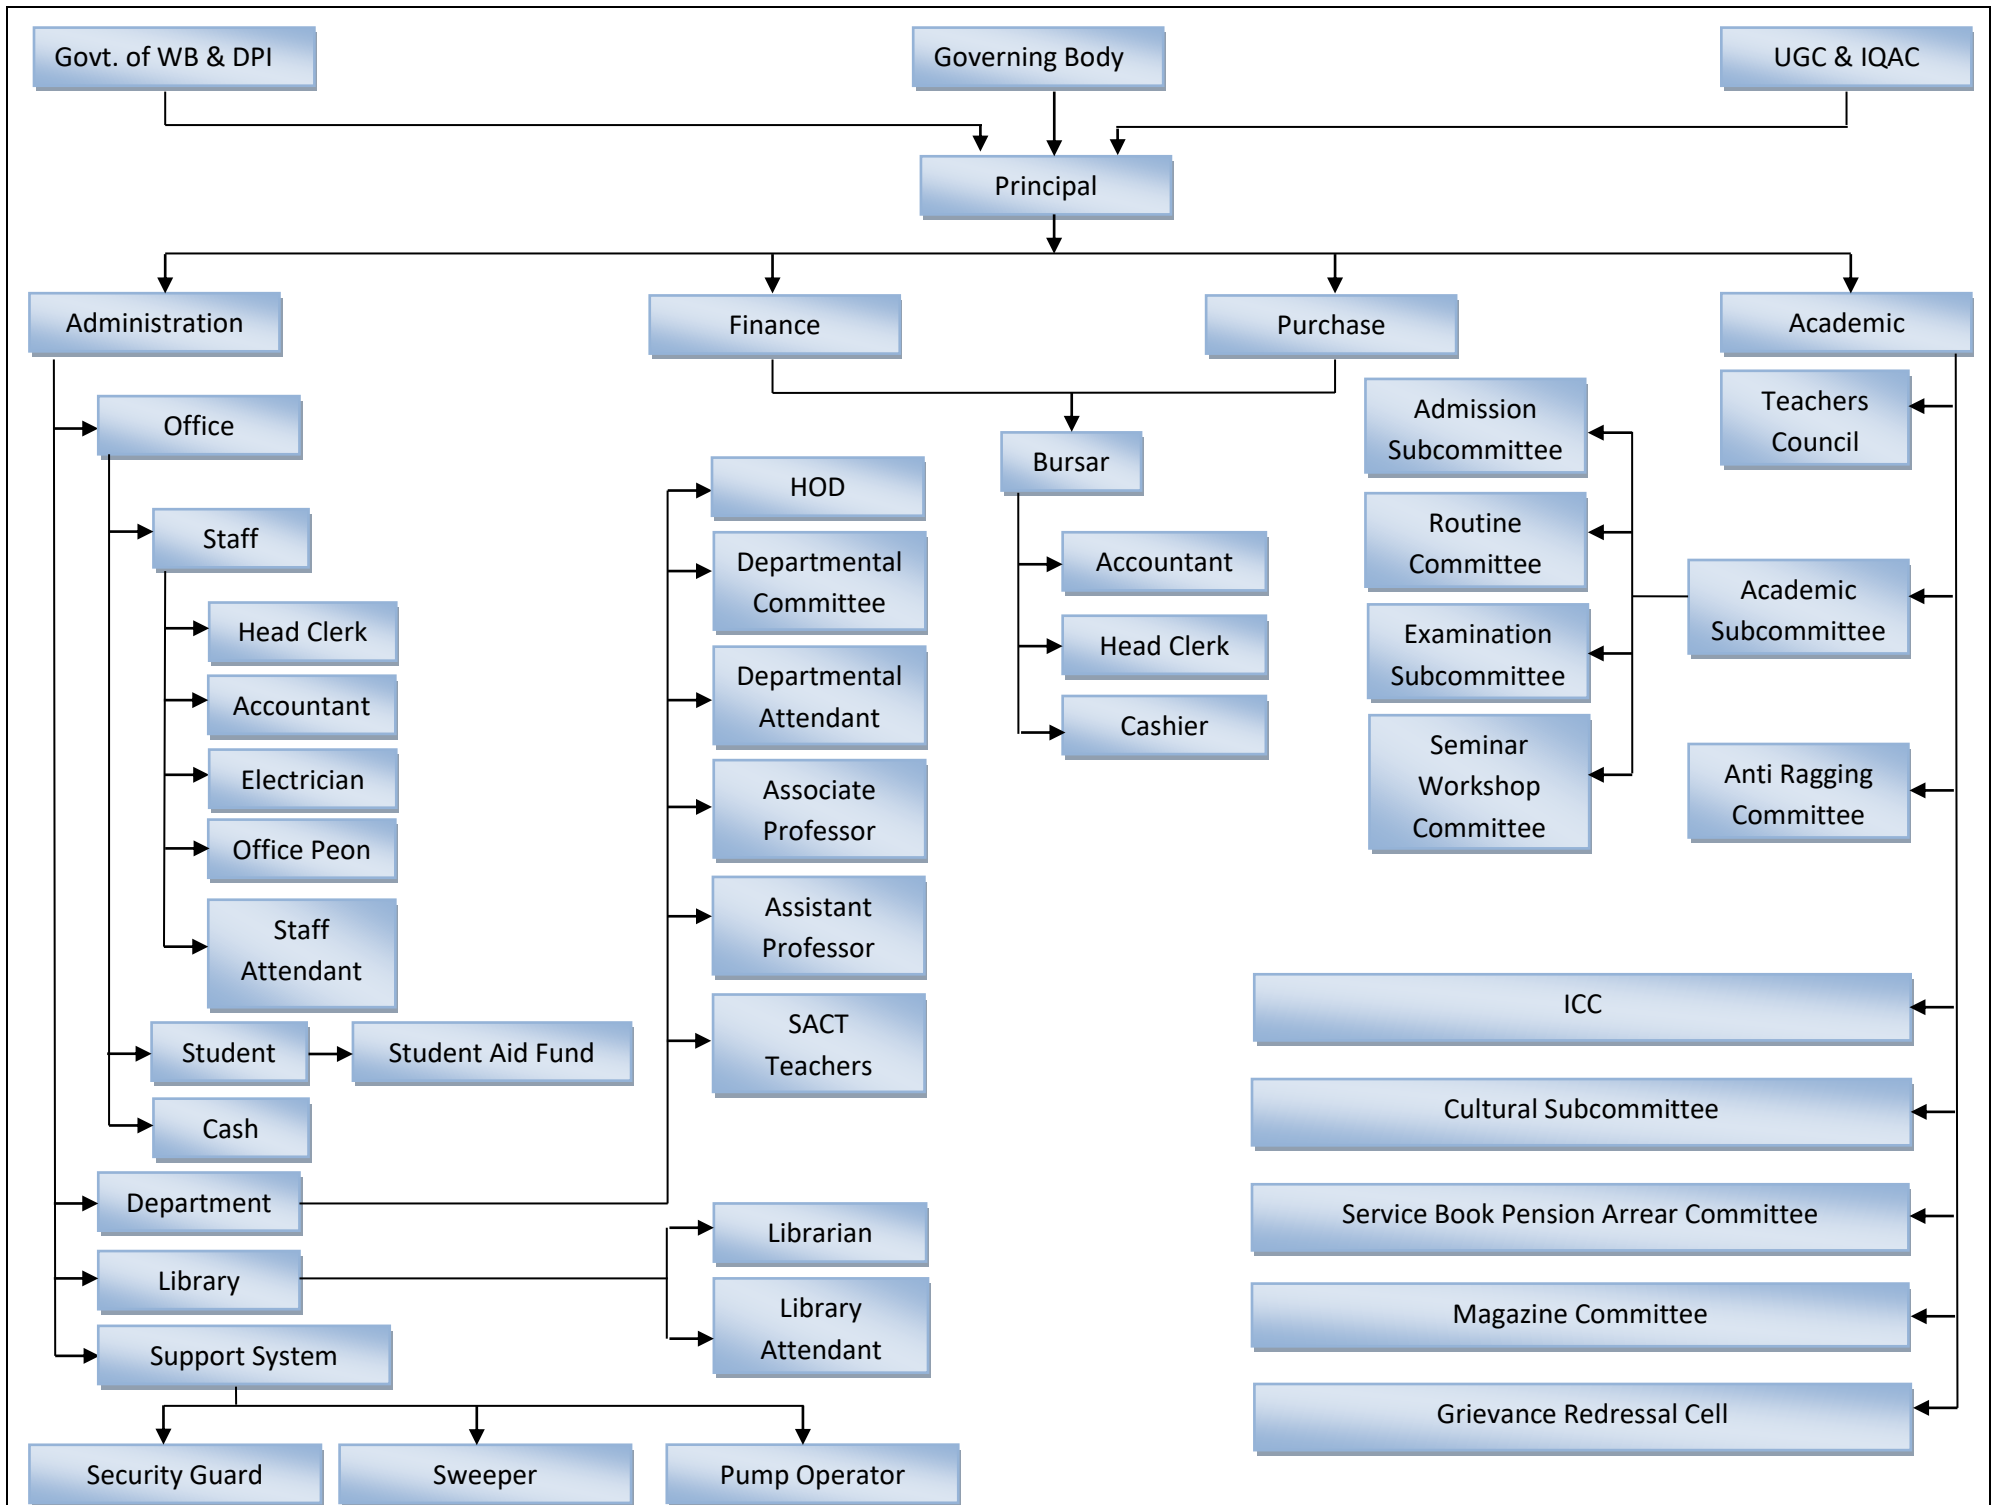 Govt. of WB & DPI
Governing Body
UGC & IQAC
Principal
Administration
Finance
Purchase
Academic
Office
Staff
Head Clerk
Accountant
Electrician
Office Peon
Staff
Attendant
Student
Student Aid Fund
Cash
Department
Library
Support System
Security Guard
Sweeper
Pump Operator
HOD
Departmental
Committee
Departmental
Attendant
Associate
Professor
Assistant
Professor
SACT
Teachers
Librarian
Library
Attendant
Bursar
Accountant
Head Clerk
Cashier
Admission
Subcommittee
Routine
Committee
Examination
Subcommittee
Seminar
Workshop
Committee
Teachers
Council
Academic
Subcommittee
Anti Ragging
Committee
ICC
Cultural Subcommittee
Service Book Pension Arrear Committee
Magazine Committee
Grievance Redressal Cell